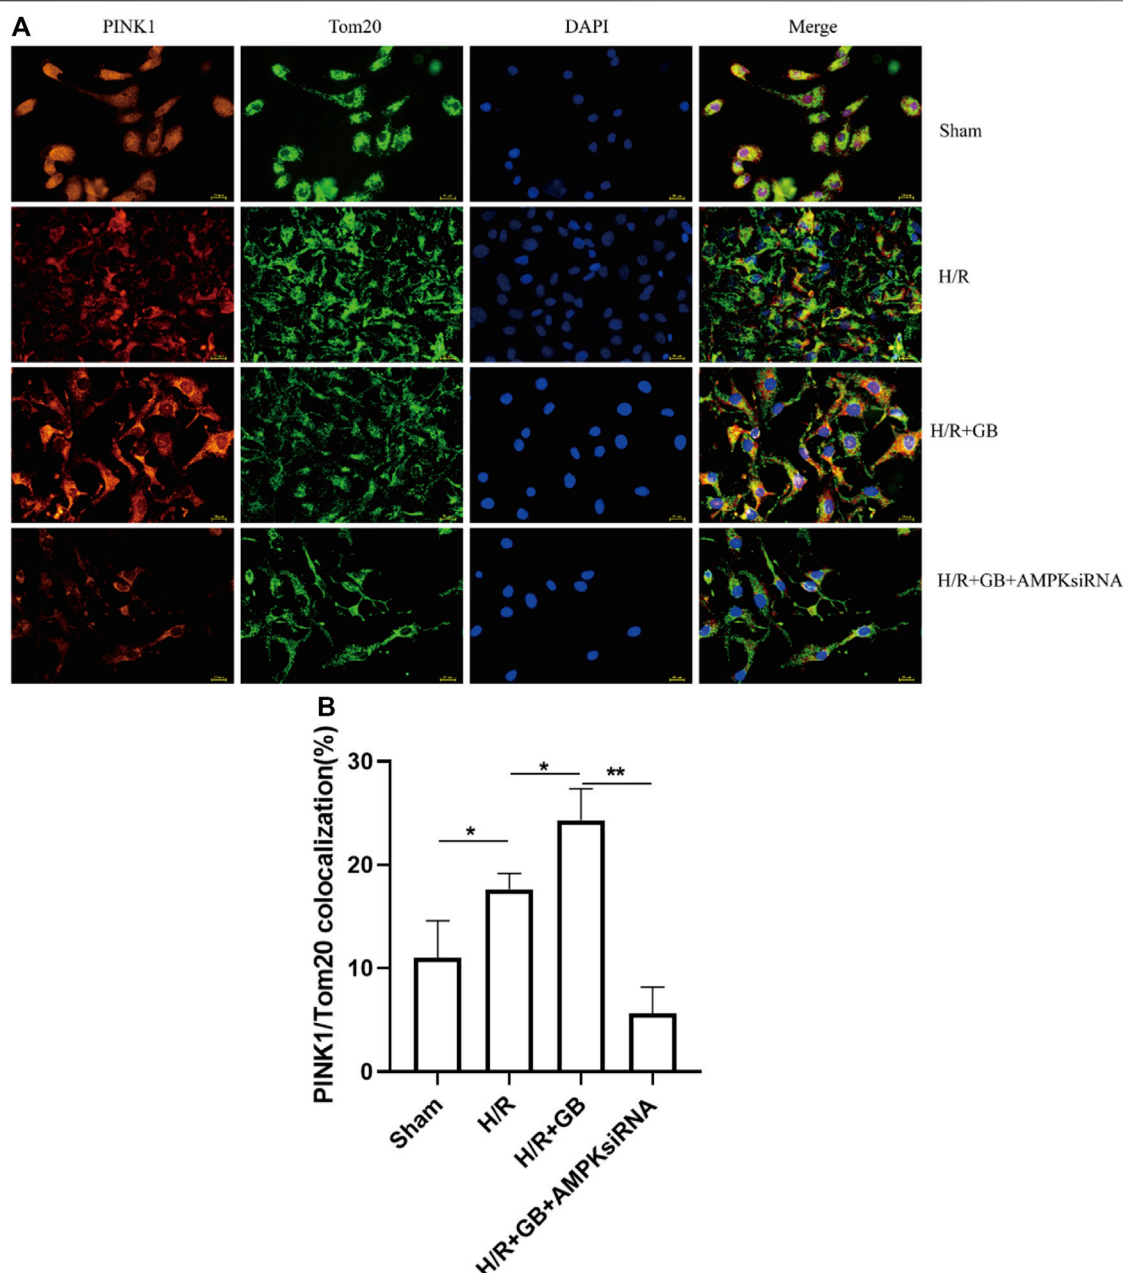 A
PINK1 Tom20 DAPI Merge
Sham
H/R
H/R+GB
H/R+GB+AMPKsiRNA
B
PINK1/Tom20 colocalization(%)
30
20
10
0
*
*
**
Sham
H/R
H/R+GB
H/R+GB+AMPKsiRNA